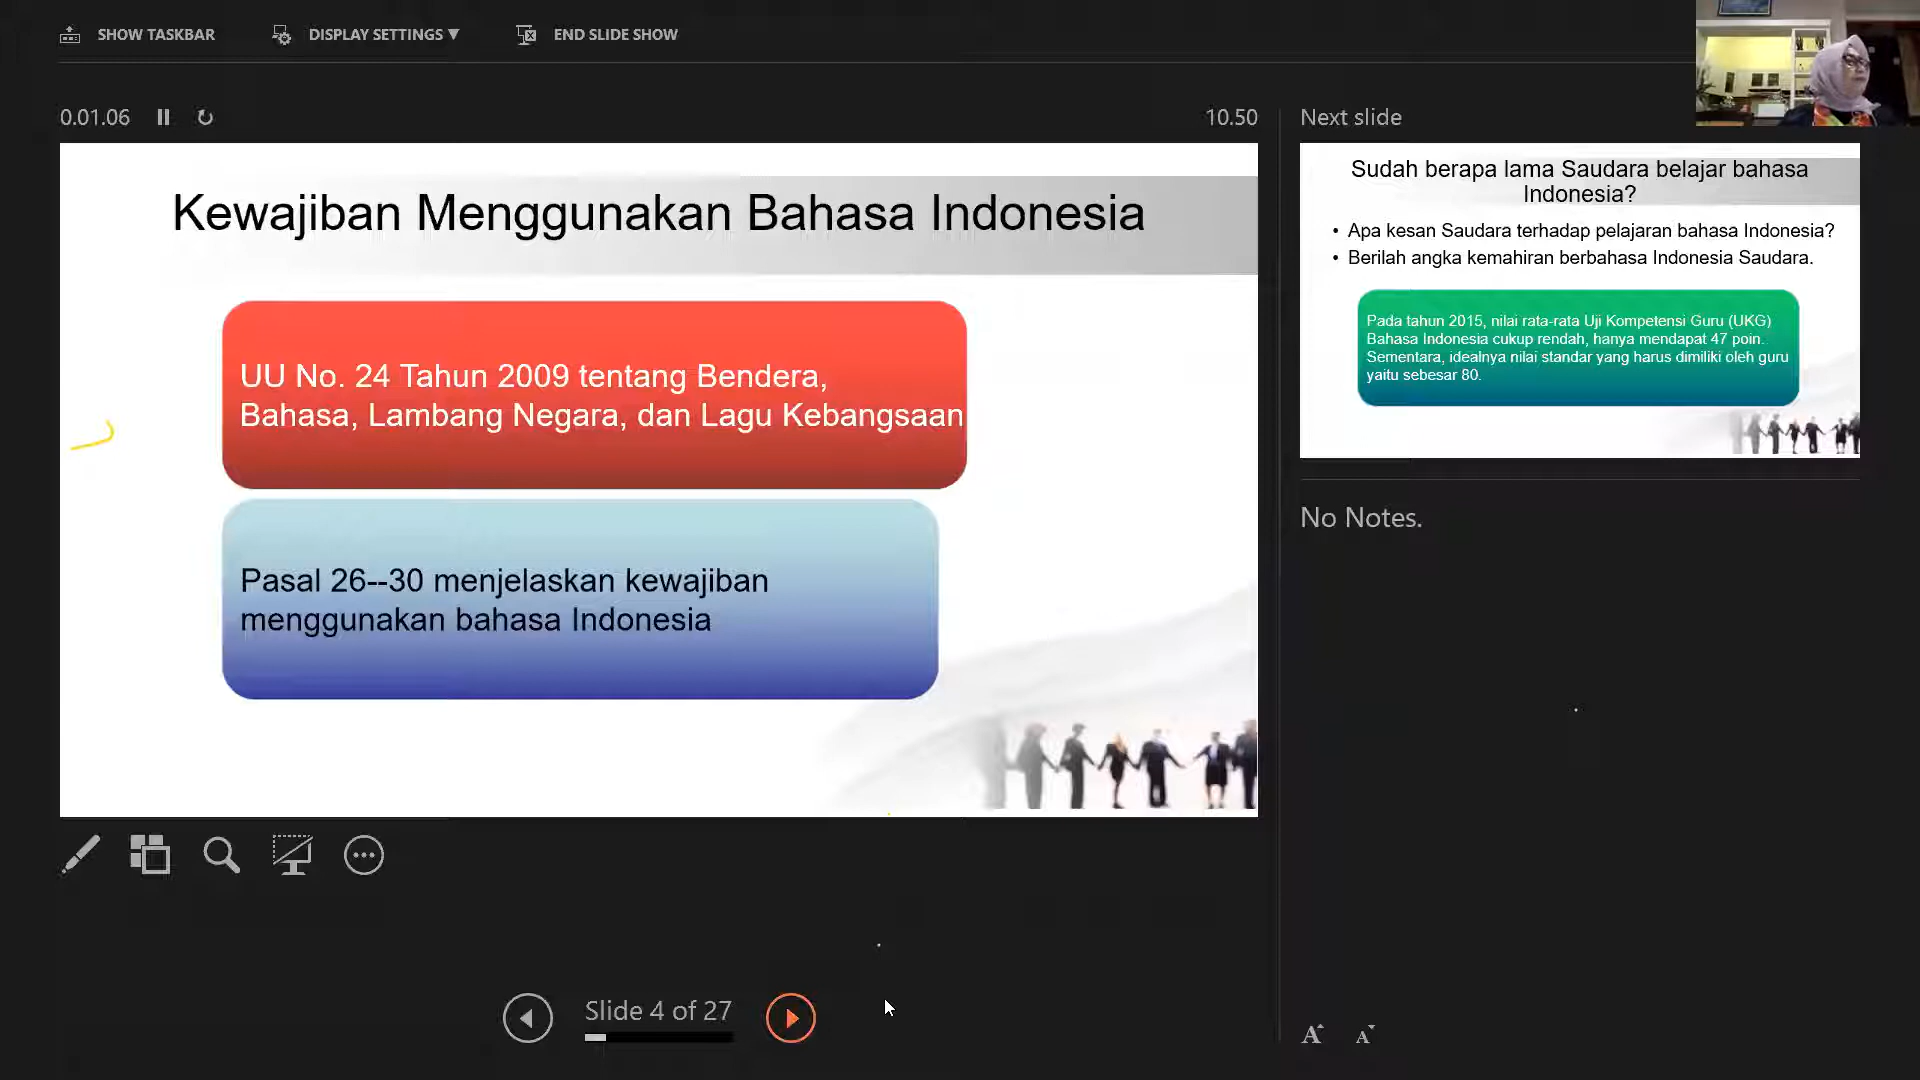 SHOW TASKBAR
DISPLAY SETTINGS ▼
END SLIDE SHOW
0.01.06
10.50
Next slide
Kewajiban Menggunakan Bahasa Indonesia
UU No. 24 Tahun 2009 tentang Bendera,
Bahasa, Lambang Negara, dan Lagu Kebangsaan
Pasal 26--30 menjelaskan kewajiban
menggunakan bahasa Indonesia
Sudah berapa lama Saudara belajar bahasa
Indonesia?
• Apa kesan Saudara terhadap pelajaran bahasa Indonesia?
• Berilah angka kemahiran berbahasa Indonesia Saudara.
Pada tahun 2015, nilai rata-rata Uji Kompetensi Guru (UKG)
Bahasa Indonesia cukup rendah, hanya mendapat 47 poin.
Sementara, idealnya nilai standar yang harus dimiliki oleh guru
yaitu sebesar 80.
No Notes.
Slide 4 of 27
A A